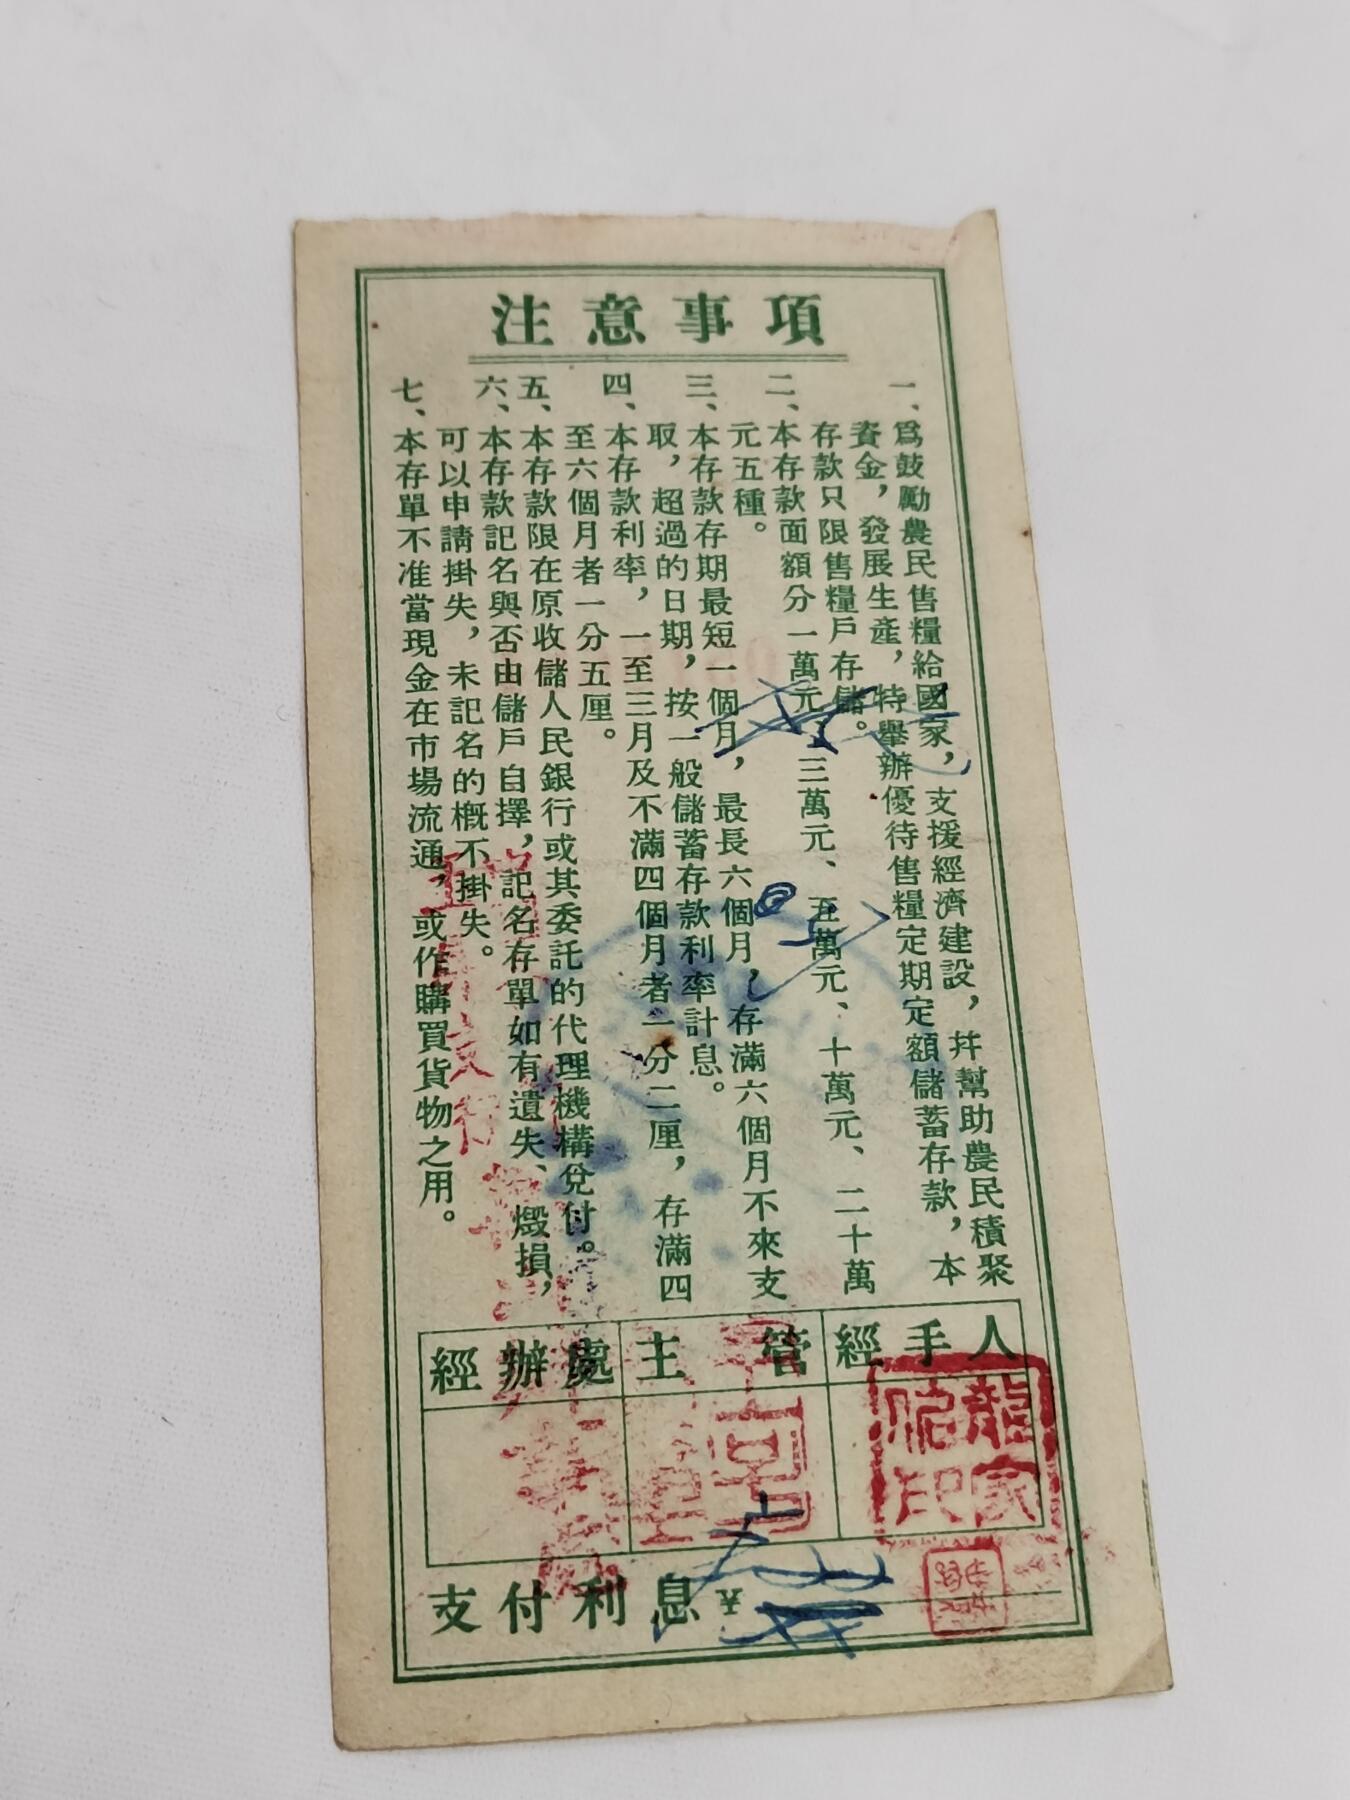 注意事項
一、爲鼓勵農民售糧給國家，支援經濟建設，幷幫助農民積聚
資金，發展生產，特舉辦優待售糧定期定額儲蓄存款，本
存款只限售糧戶存儲。
二、本存款面額分一萬元、三萬元、五萬元、十萬元、二十萬
元五種。
三、本存款存期最短一個月，最長六個月，存滿六個月不來支
取，超過的日期，按一般儲蓄存款利率計息。
四、本存款利率，一至三月及不滿四個月者一分二厘，存滿四
至六個月者一分五厘。
五、本存款限在原收儲人民銀行或其委託的代理機構兌付。
六、本存款記名與否由儲戶自擇，記名存單如有遺失、燬損，
可以申請掛失，未記名的概不掛失。
七、本存單不准當現金在市場流通，或作購買貨物之用。
經辦處 主管 經手人
龍家
印
支付利息¥